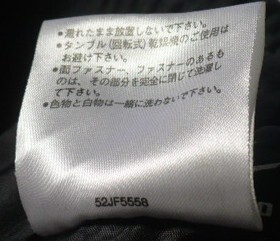 ●濡れたまま放置しないで下さい。
●タンブル(回転式)乾燥機のご使用は
お避け下さい。
●面ファスナー、ファスナーのあるも
のは、その部分を完全に閉じて洗濯し
て下さい。
●色物と白物は一緒に洗わないで下さい。
52JF5558